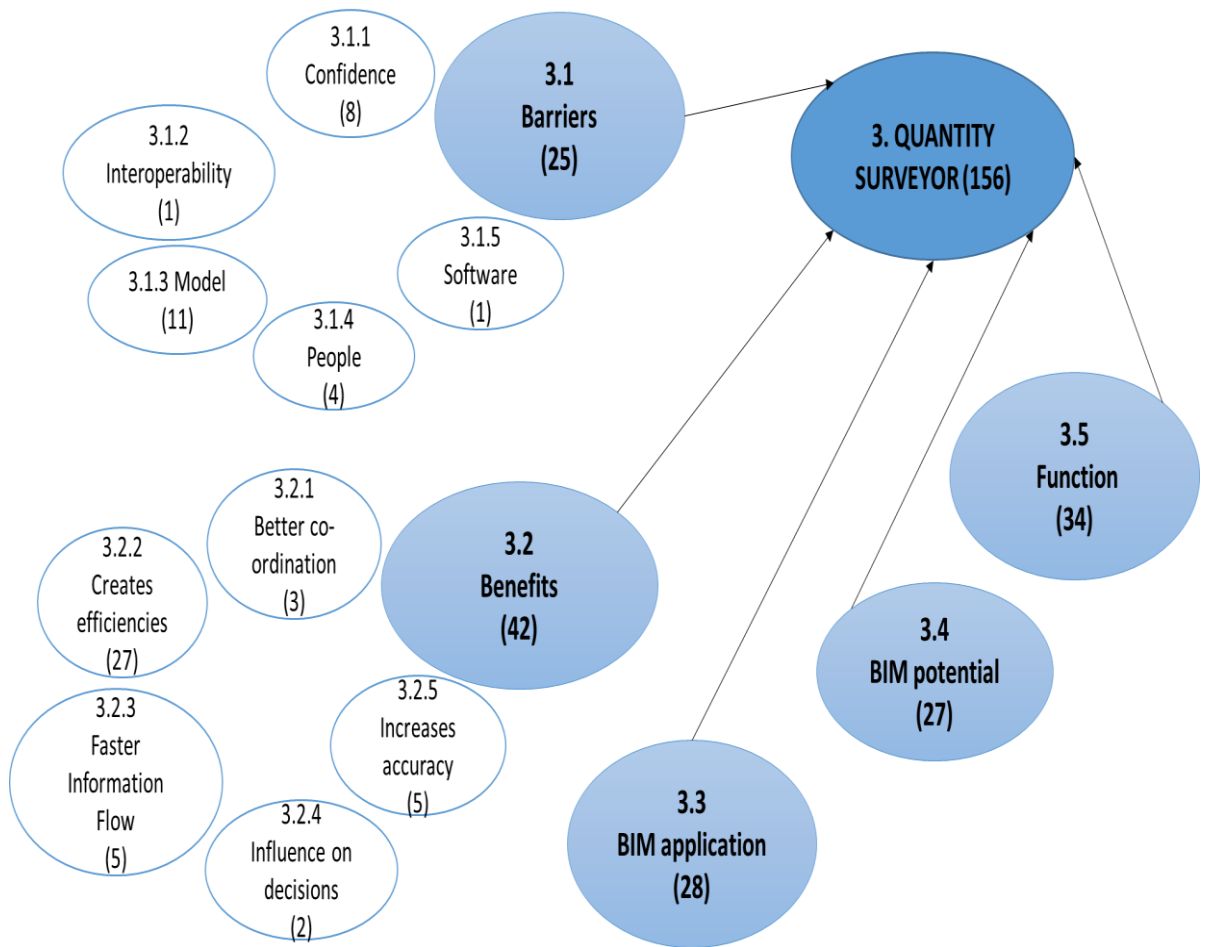 3.1.1
Confidence
(8)
3.1
Barriers
(25)
3. QUANTITY
SURVEYOR (156)
3.1.2
Interoperability
(1)
3.1.5
Software
(1)
3.1.3 Model
(11)
3.1.4
People
(4)
3.5
Function
(34)
3.2.1
Better co-
ordination
(3)
3.2
Benefits
(42)
3.2.2
Creates
efficiencies
(27)
3.4
BIM potential
(27)
3.2.3
Faster
Information
Flow
(5)
3.2.5
Increases
accuracy
(5)
3.2.4
Influence on
decisions
(2)
3.3
BIM application
(28)